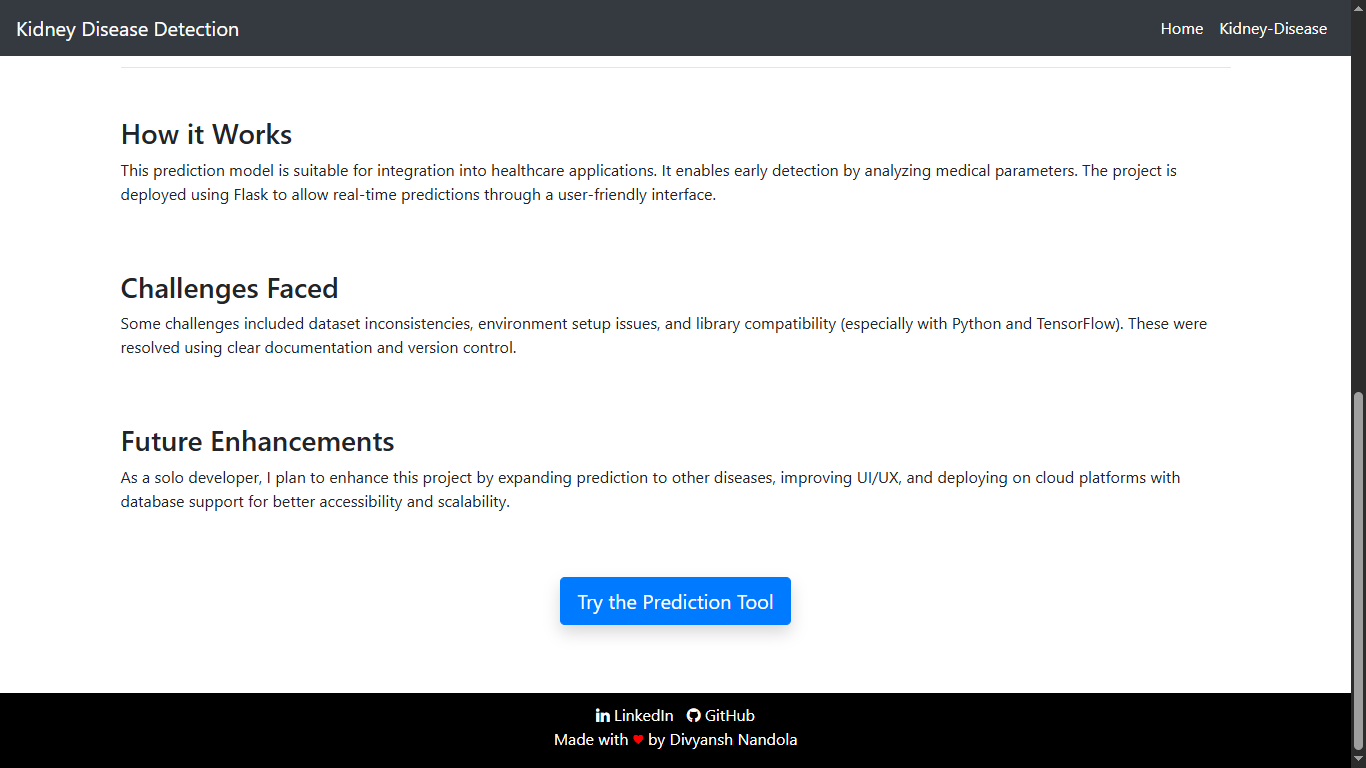 Kidney Disease Detection
Home
Kidney-Disease
How it Works
This prediction model is suitable for integration into healthcare applications. It enables early detection by analyzing medical parameters. The project is
deployed using Flask to allow real-time predictions through a user-friendly interface.
Challenges Faced
Some challenges included dataset inconsistencies, environment setup issues, and library compatibility (especially with Python and TensorFlow). These were
resolved using clear documentation and version control.
Future Enhancements
As a solo developer, I plan to enhance this project by expanding prediction to other diseases, improving UI/UX, and deploying on cloud platforms with
database support for better accessibility and scalability.
Try the Prediction Tool
LinkedIn GitHub
Made with ♥ by Divyansh Nandola